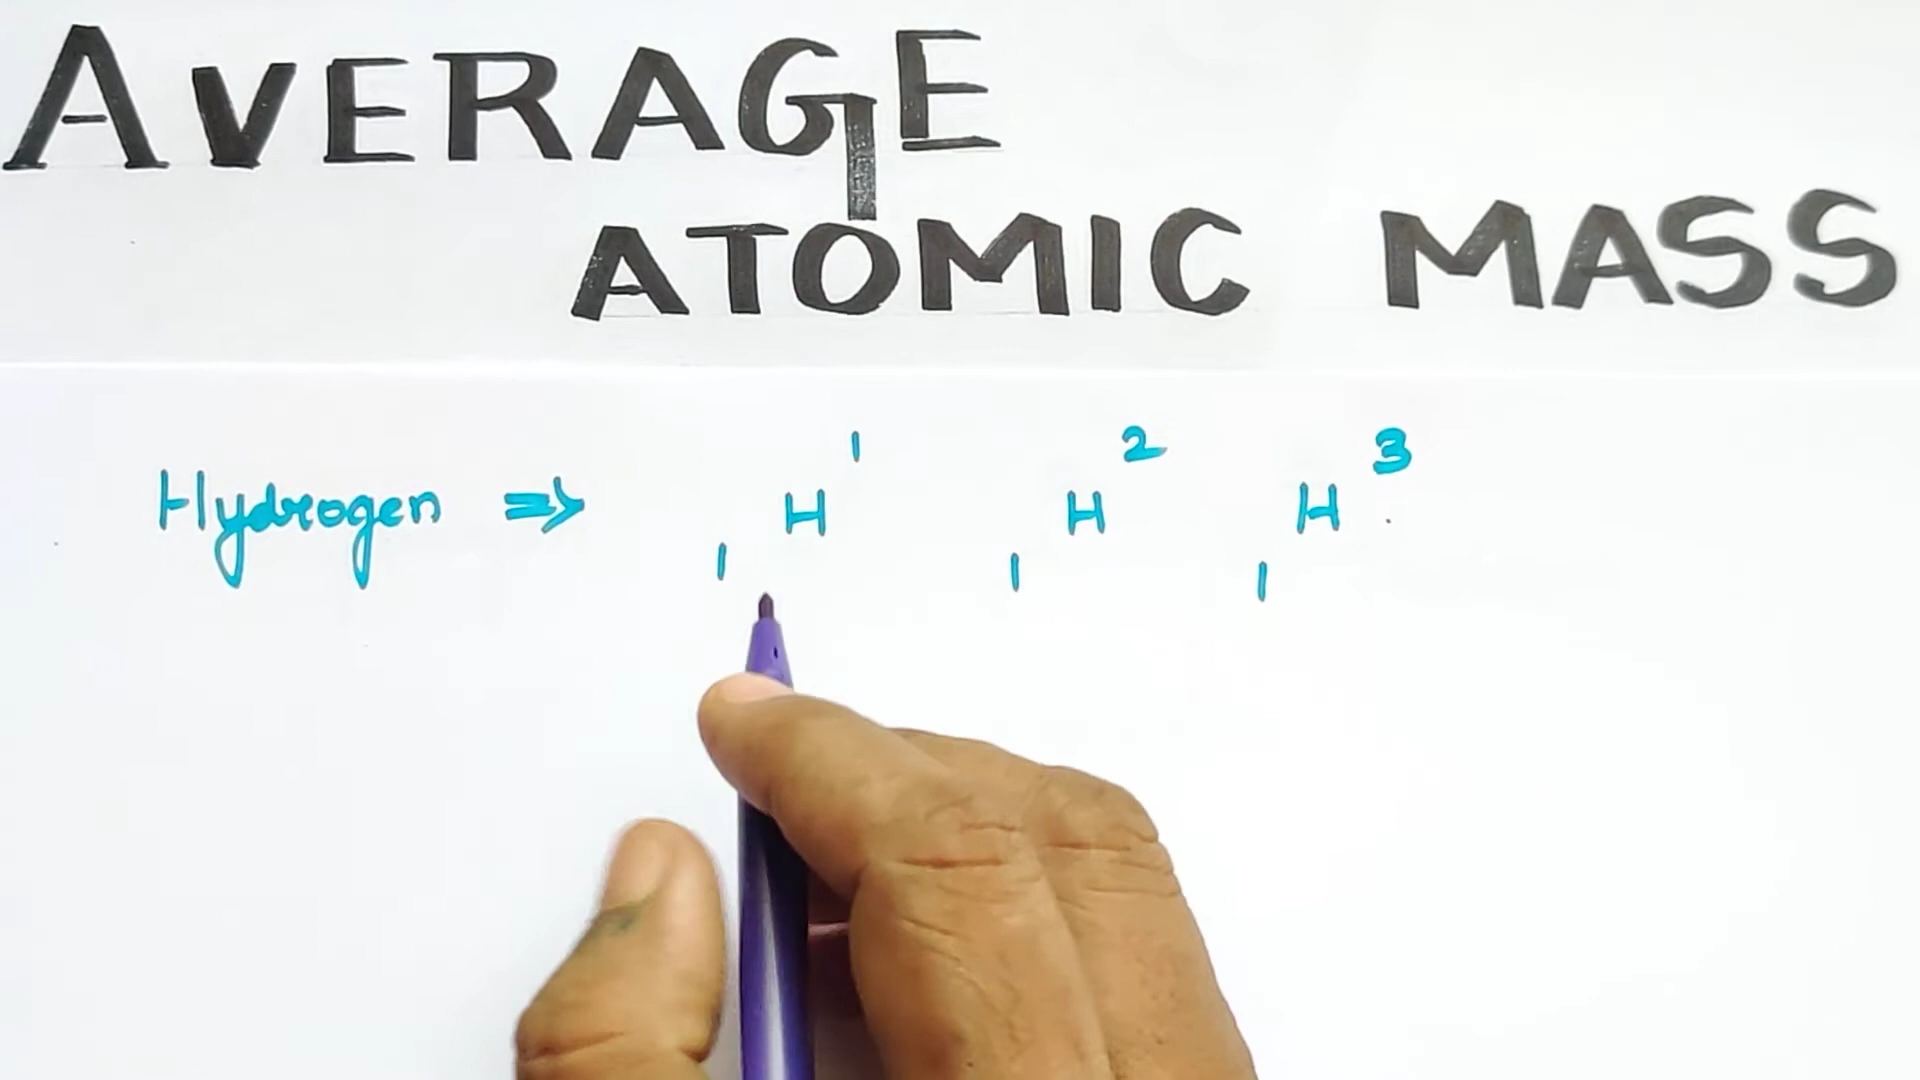 AVERAGE
ATOMIC MASS
Hydrogen ⇒ ₁H¹ ₁H² ₁H³